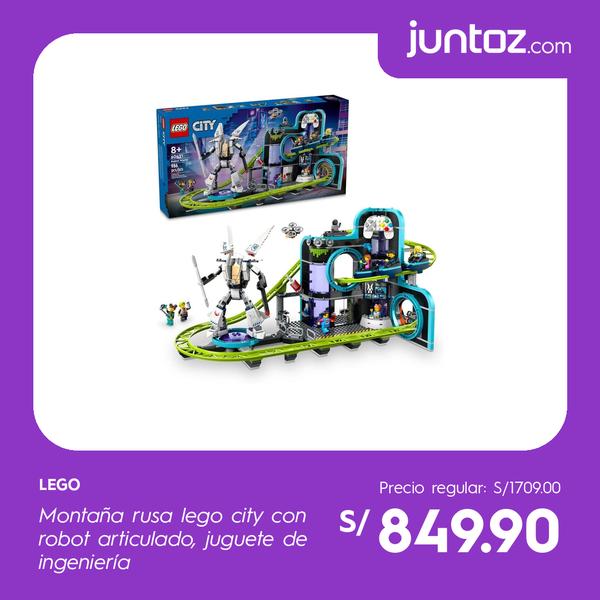 juntoz.com
LEGO CITY
8+
LEGO
Montaña rusa lego city con
robot articulado, juguete de
ingeniería
Precio regular: S/1709.00
S/ 849.90